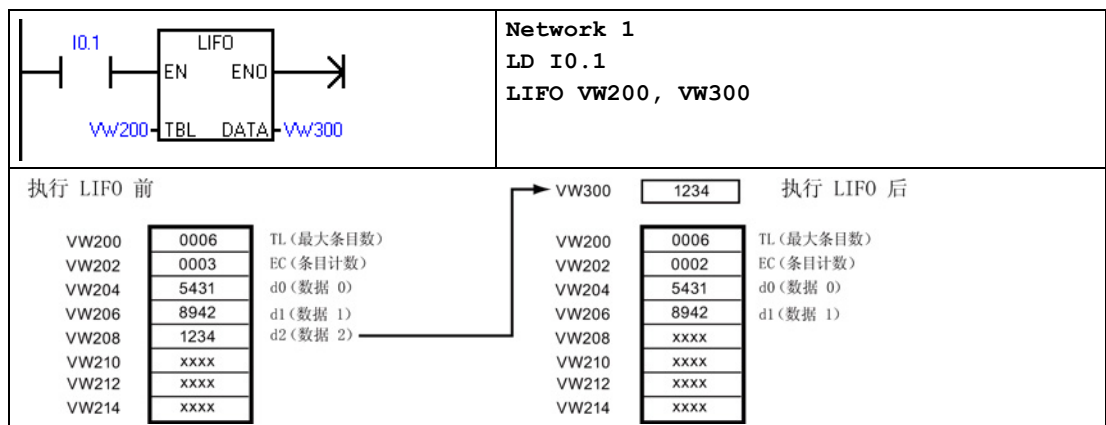 I0.1
LIFO
EN ENO
VW200 TBL DATA VW300
Network 1
LD I0.1
LIFO VW200, VW300
执行 LIFO 前
VW200 0006 TL(最大条目数)
VW202 0003 EC(条目计数)
VW204 5431 d0(数据 0)
VW206 8942 d1(数据 1)
VW208 1234 d2(数据 2)
VW210 xxxx
VW212 xxxx
VW214 xxxx
VW300 1234 执行 LIFO 后
VW200 0006 TL(最大条目数)
VW202 0002 EC(条目计数)
VW204 5431 d0(数据 0)
VW206 8942 d1(数据 1)
VW208 xxxx
VW210 xxxx
VW212 xxxx
VW214 xxxx